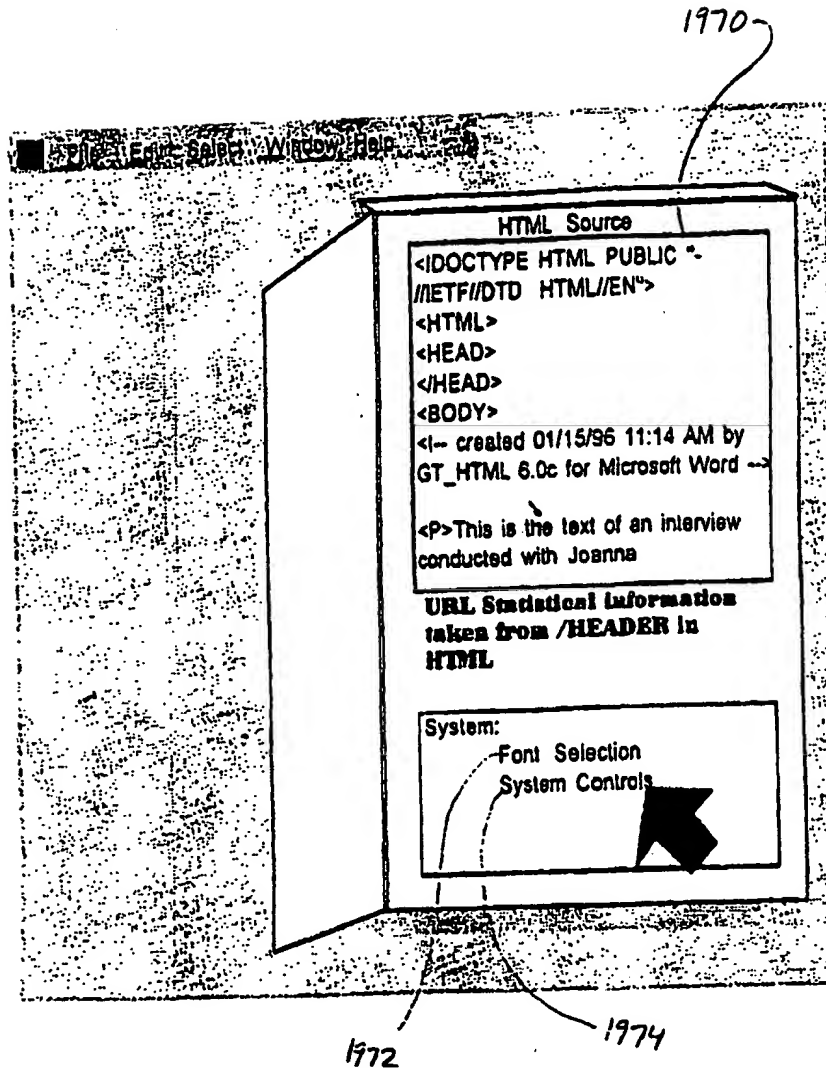 1970
File Edit Select Window Help
HTML Source
<!DOCTYPE HTML PUBLIC "-
//IETF//DTD HTML//EN">
<HTML>
<HEAD>
</HEAD>
<BODY>
<!-- created 01/15/96 11:14 AM by
GT_HTML 6.0c for Microsoft Word -->
<P>This is the text of an interview
conducted with Joanna
URL Statistical information
taken from /HEADER in
HTML
System:
Font Selection
System Controls
1972
1974